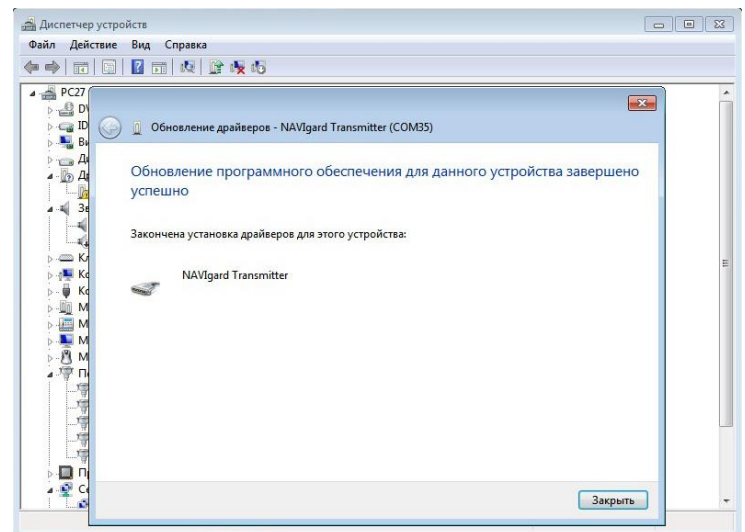 Диспетчер устройств
Файл Действие Вид Справка
PC27
Обновление драйверов - NAVIgard Transmitter (COM35)
Обновление программного обеспечения для данного устройства завершено
успешно
Закончена установка драйверов для этого устройства:
NAVIgard Transmitter
Закрыть